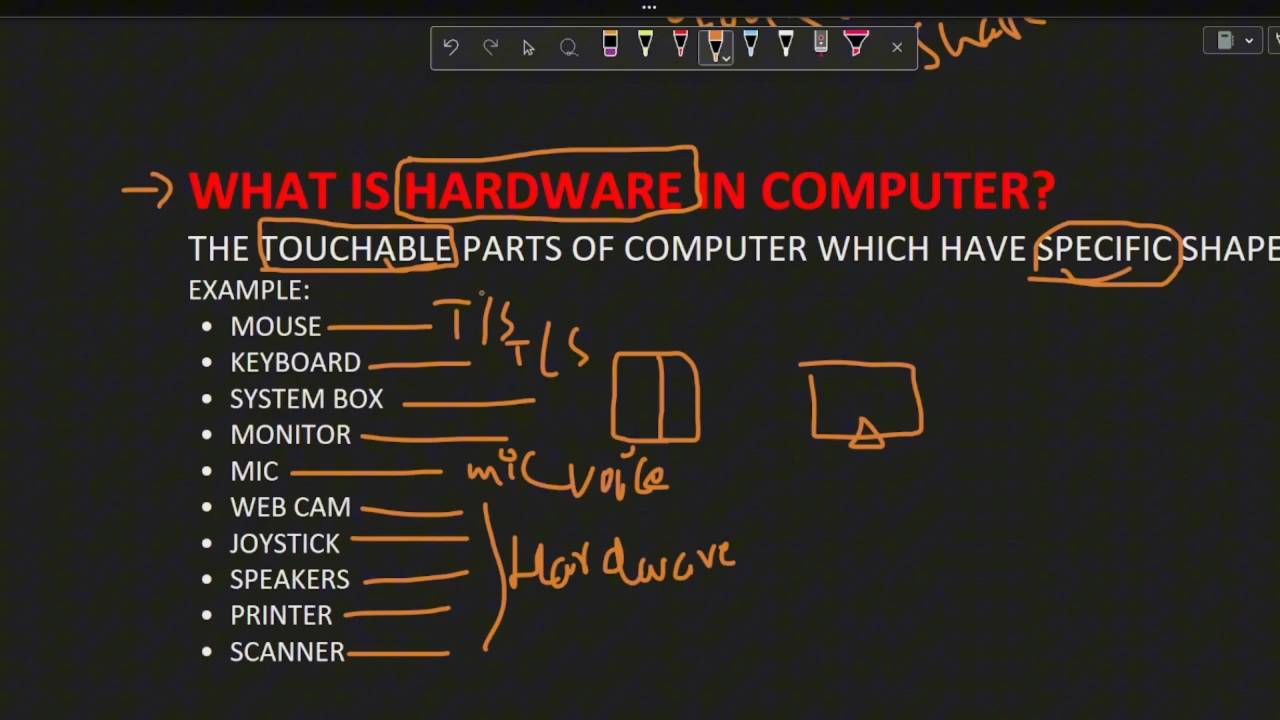 share
WHAT IS HARDWARE IN COMPUTER?
THE TOUCHABLE PARTS OF COMPUTER WHICH HAVE SPECIFIC SHAPE
EXAMPLE:
• MOUSE T/S
• KEYBOARD T/S
• SYSTEM BOX
• MONITOR
• MIC mic voice
• WEB CAM
• JOYSTICK
Hardware
• SPEAKERS
• PRINTER
• SCANNER